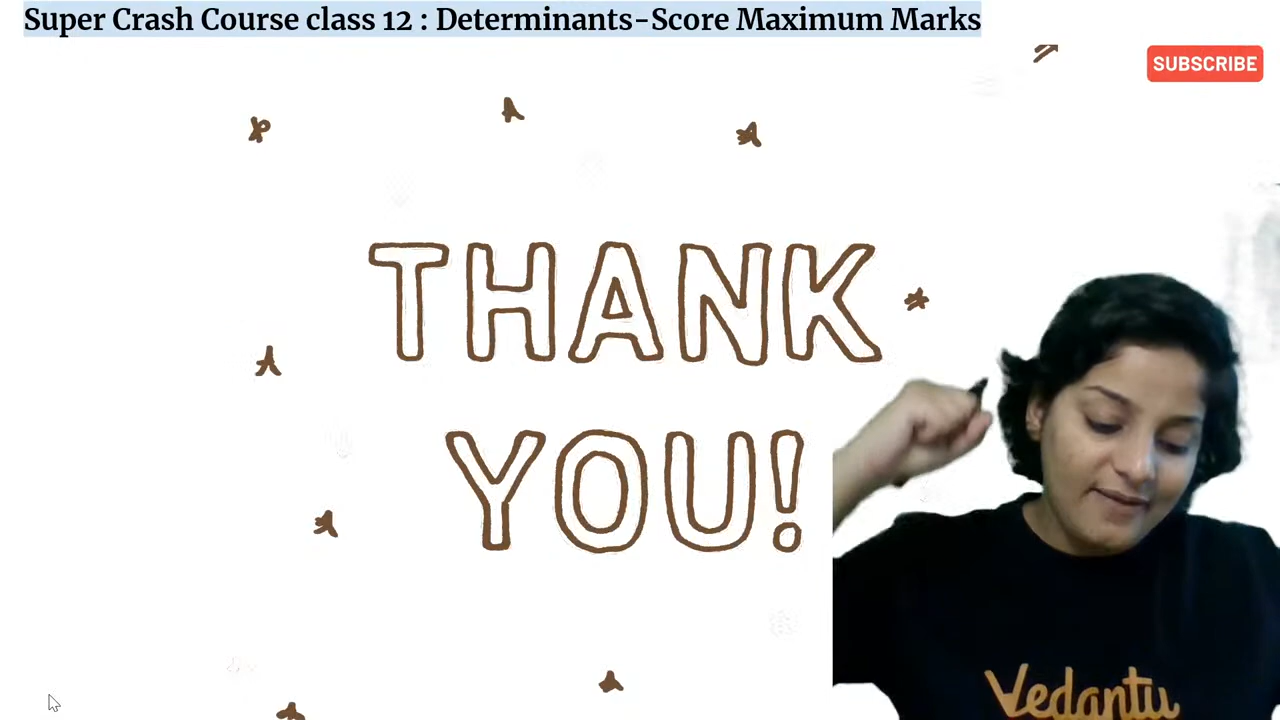 Super Crash Course class 12 : Determinants-Score Maximum Marks
SUBSCRIBE
THANK
YOU!
Vedantu